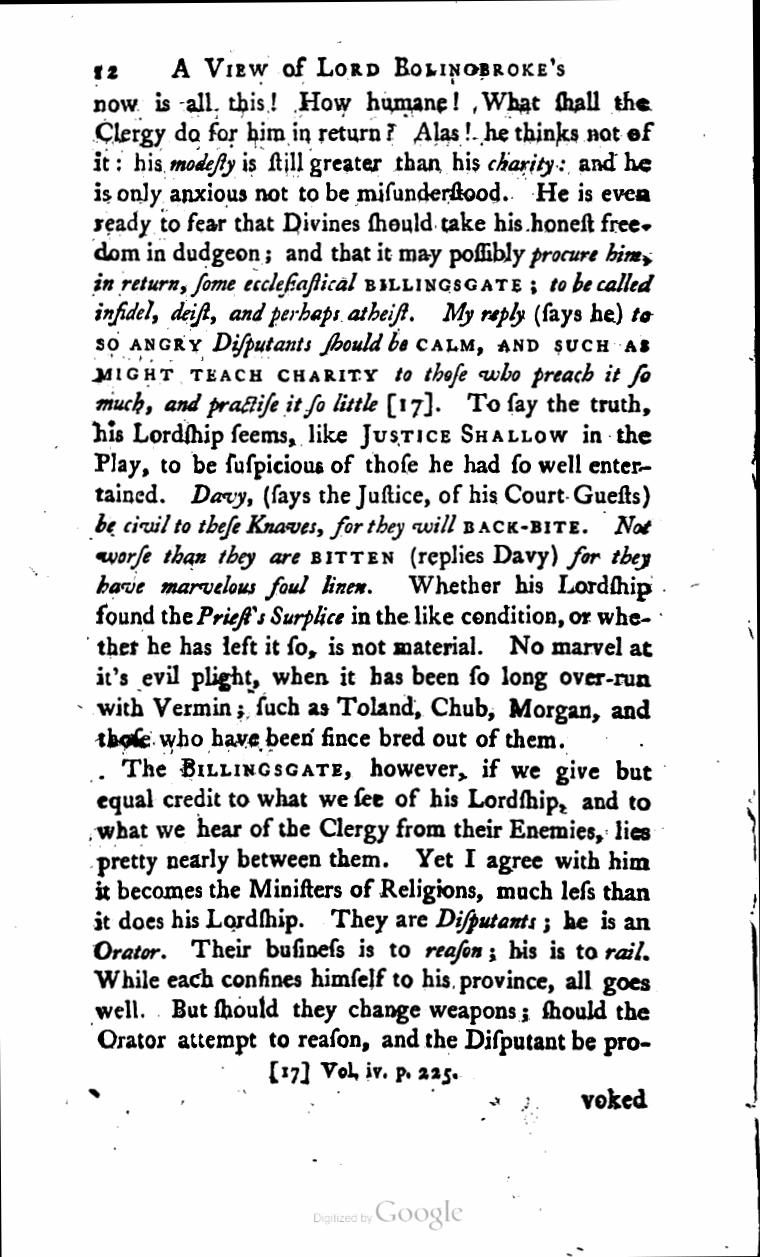 12 A VIEW of LORD BOLINGBROKE's
now is all this! How humane! What ſhall the
Clergy do for him in return? Alas! he thinks not of
it: his modeſty is ſtill greater than his charity: and he
is only anxious not to be miſunderſtood. He is even
ready to fear that Divines ſhould take his honeſt free-
dom in dudgeon; and that it may poſſibly procure him,
in return, ſome eccleſiaſtical BILLINGSGATE; to be called
infidel, deiſt, and perhaps atheiſt. My reply (ſays he) to
SO ANGRY Diſputants ſhould be CALM, AND SUCH AS
MIGHT TEACH CHARITY to thoſe who preach it ſo
much, and practiſe it ſo little [17]. To ſay the truth,
his Lordſhip ſeems, like JUSTICE SHALLOW in the
Play, to be ſuſpicious of thoſe he had ſo well enter-
tained. Davy, (ſays the Juſtice, of his Court Gueſts)
be civil to theſe Knaves, for they will BACK-BITE. Not
worſe than they are BITTEN (replies Davy) for they
have marvelous foul linen. Whether his Lordſhip
found the Prieſt's Surplice in the like condition, or whe-
ther he has left it ſo, is not material. No marvel at
it's evil plight, when it has been ſo long over-run
with Vermin; ſuch as Toland, Chub, Morgan, and
thoſe who have been ſince bred out of them.
The BILLINGSGATE, however, if we give but
equal credit to what we ſee of his Lordſhip, and to
what we hear of the Clergy from their Enemies, lies
pretty nearly between them. Yet I agree with him
it becomes the Miniſters of Religions, much leſs than
it does his Lordſhip. They are Diſputants; he is an
Orator. Their buſineſs is to reaſon; his is to rail.
While each confines himſelf to his province, all goes
well. But ſhould they change weapons; ſhould the
Orator attempt to reaſon, and the Diſputant be pro-
[17] Vol. iv. p. 225.
voked
Digitized by Google